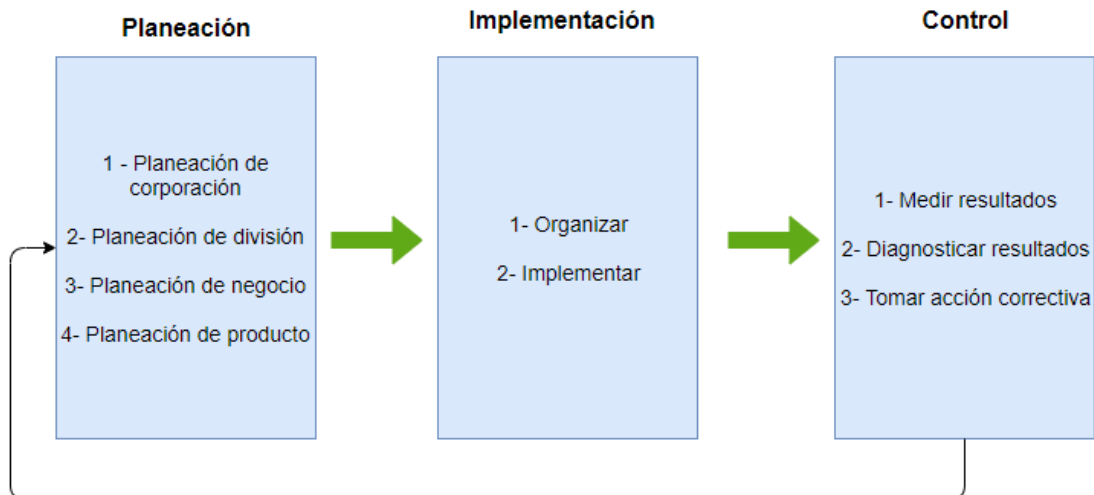 Planeación
1 - Planeación de
corporación
2- Planeación de división
3- Planeación de negocio
4- Planeación de producto
Implementación
1- Organizar
2- Implementar
Control
1- Medir resultados
2- Diagnosticar resultados
3- Tomar acción correctiva